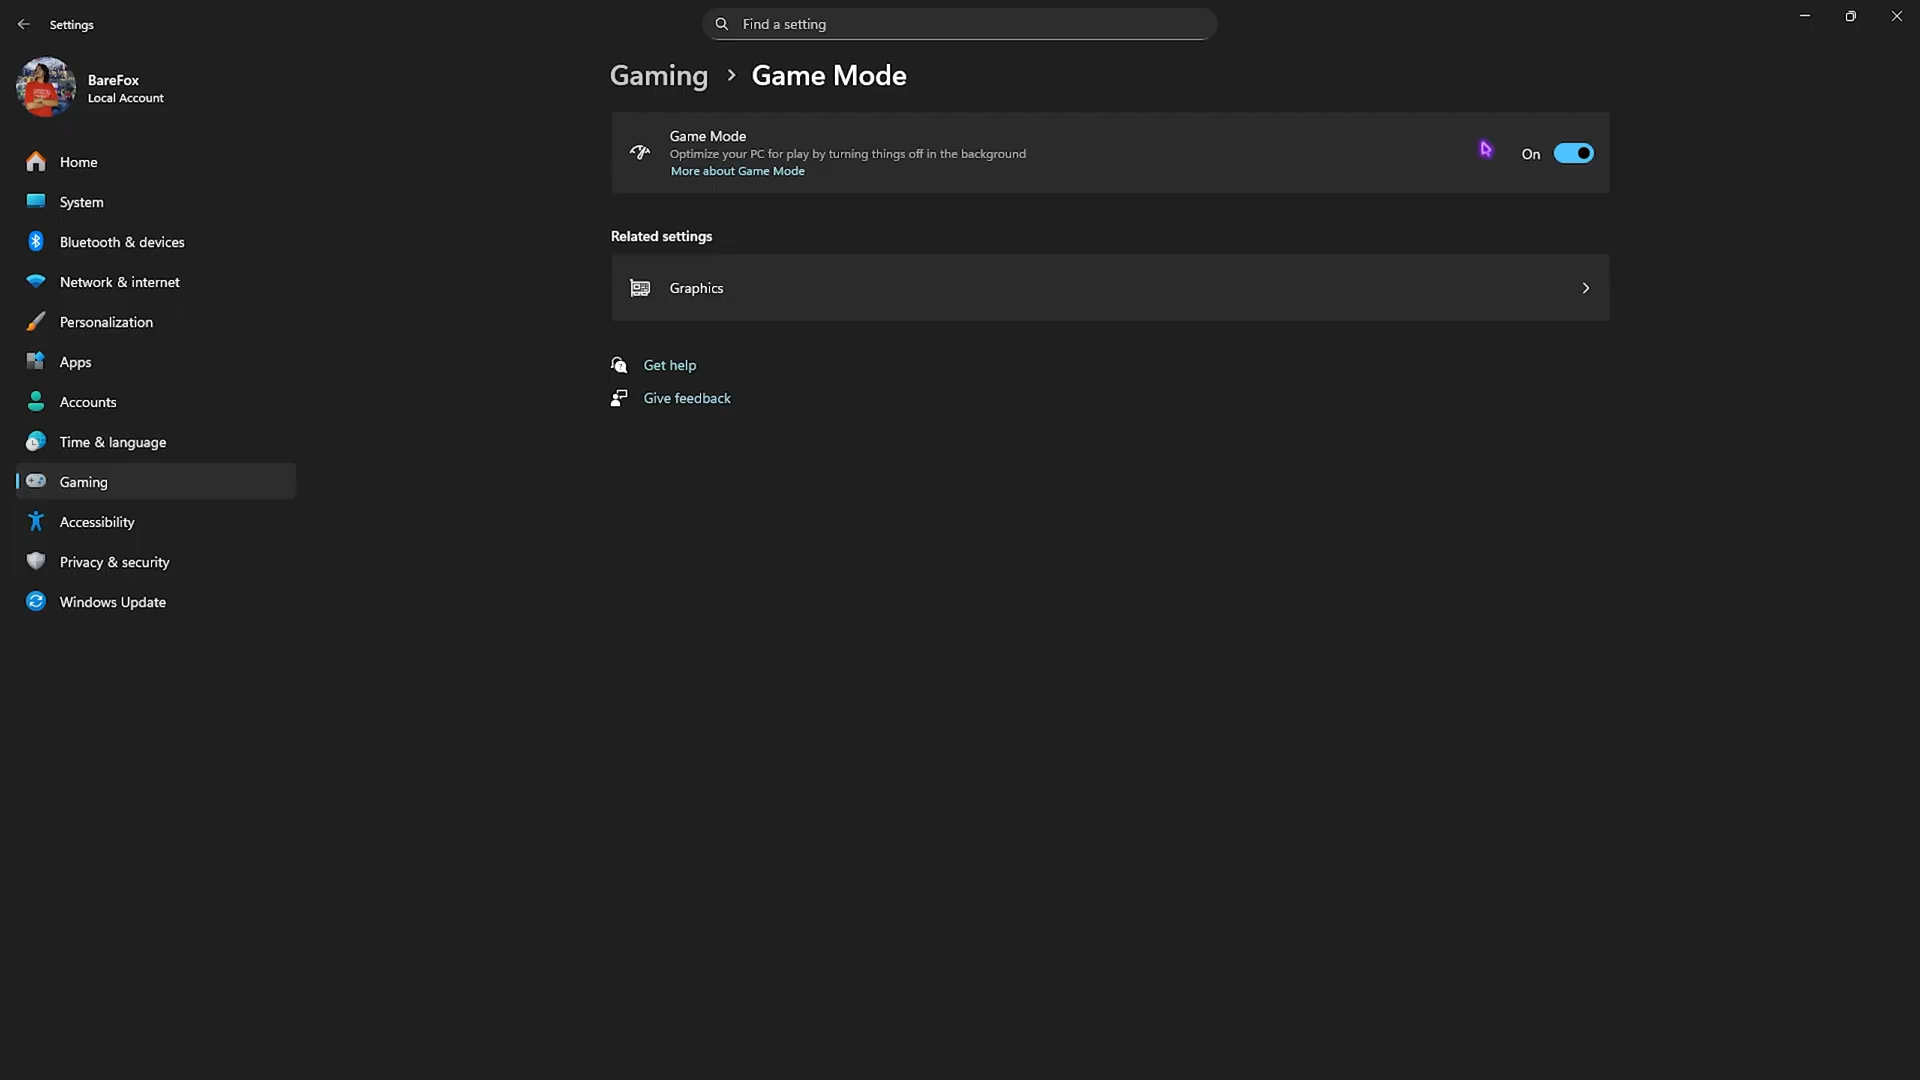 Settings
Find a setting
BareFox
Local Account
Home
System
Bluetooth & devices
Network & internet
Personalization
Apps
Accounts
Time & language
Gaming
Accessibility
Privacy & security
Windows Update
Gaming > Game Mode
Game Mode
Optimize your PC for play by turning things off in the background
More about Game Mode
On
Related settings
Graphics
Get help
Give feedback